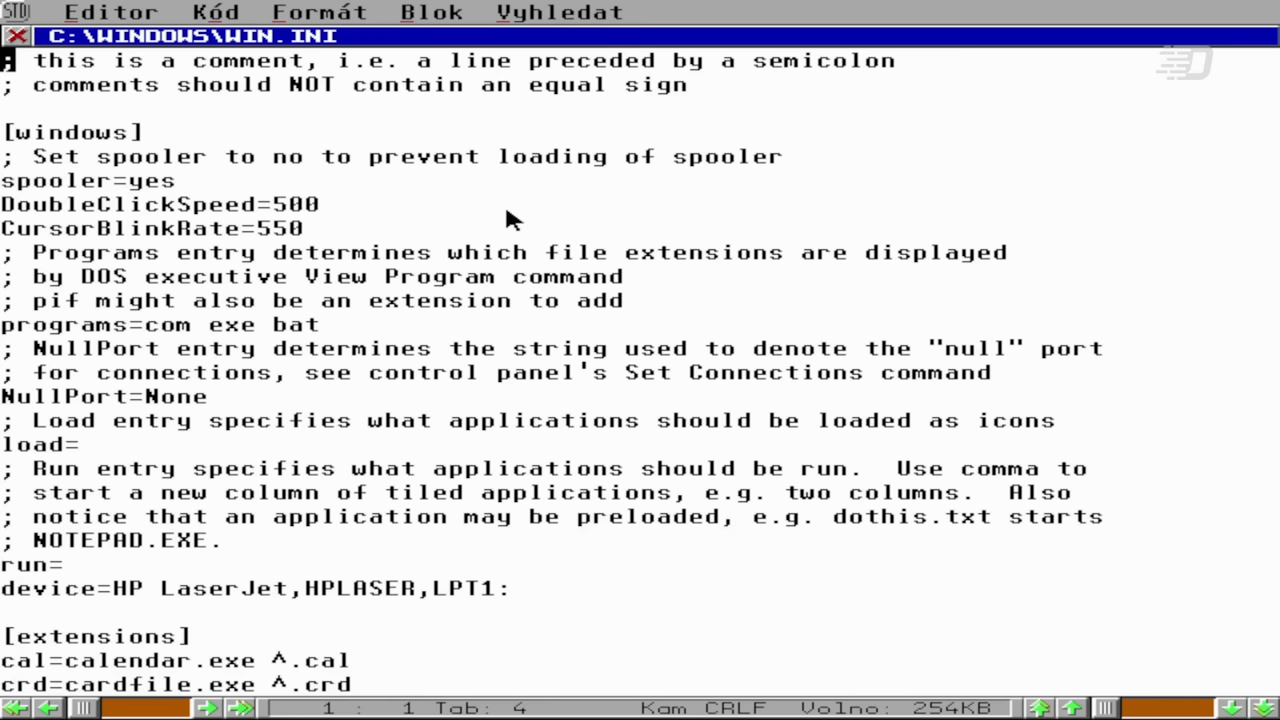 STD Editor Kód Formát Blok Vyhledat
C:\WINDOWS\WIN.INI
; this is a comment, i.e. a line preceded by a semicolon
; comments should NOT contain an equal sign
[windows]
; Set spooler to no to prevent loading of spooler
spooler=yes
DoubleClickSpeed=500
CursorBlinkRate=550
; Programs entry determines which file extensions are displayed
; by DOS executive View Program command
; pif might also be an extension to add
programs=com exe bat
; NullPort entry determines the string used to denote the "null" port
; for connections, see control panel's Set Connections command
NullPort=None
; Load entry specifies what applications should be loaded as icons
load=
; Run entry specifies what applications should be run.  Use comma to
; start a new column of tiled applications, e.g. two columns.  Also
; notice that an application may be preloaded, e.g. dothis.txt starts
; NOTEPAD.EXE.
run=
device=HP LaserJet,HPLASER,LPT1:
[extensions]
cal=calendar.exe ^.cal
crd=cardfile.exe ^.crd
1 : 1 Tab: 4 Kam CRLF Volno: 254KB